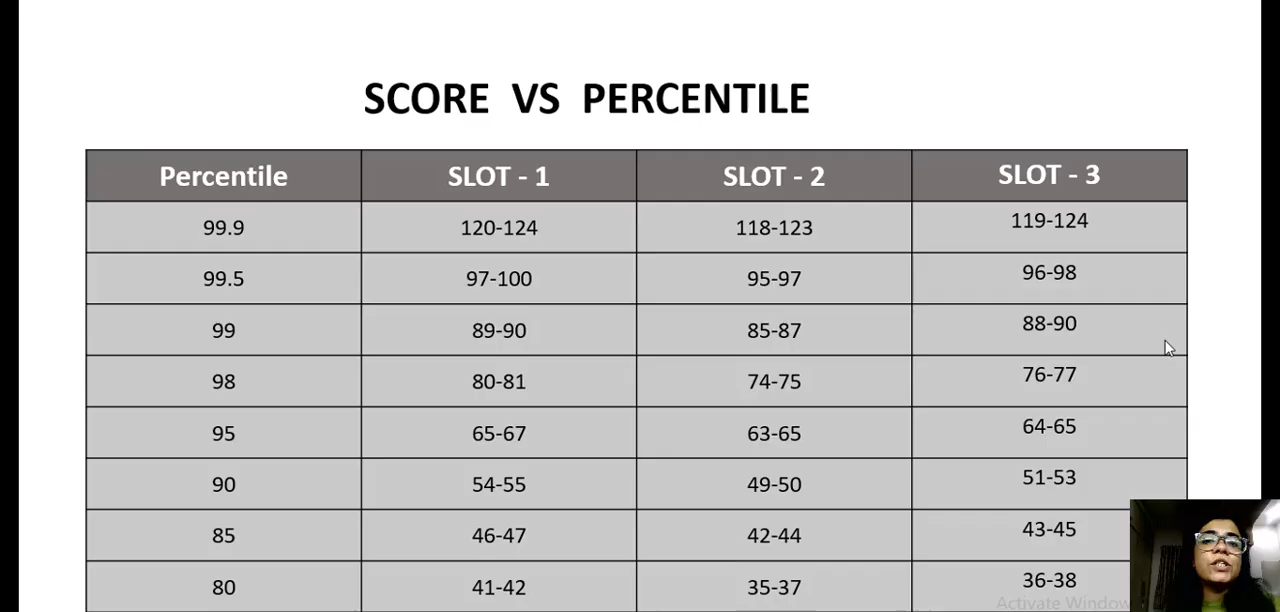 SCORE VS PERCENTILE
Percentile SLOT - 1 SLOT - 2 SLOT - 3
99.9 120-124 118-123 119-124
99.5 97-100 95-97 96-98
99 89-90 85-87 88-90
98 80-81 74-75 76-77
95 65-67 63-65 64-65
90 54-55 49-50 51-53
85 46-47 42-44 43-45
80 41-42 35-37 36-38
Activate Window